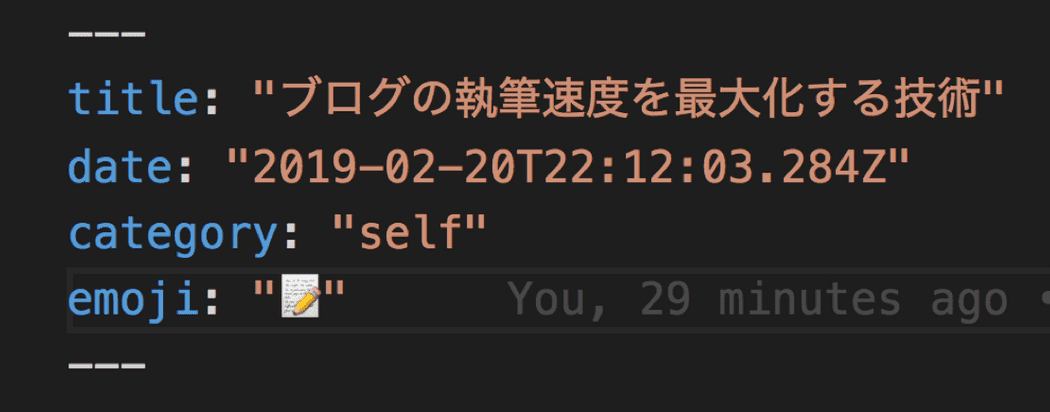 ---
title: "ブログの執筆速度を最大化する技術"
date: "2019-02-20T22:12:03.284Z"
category: "self"
emoji: "📝" You, 29 minutes ago •
---